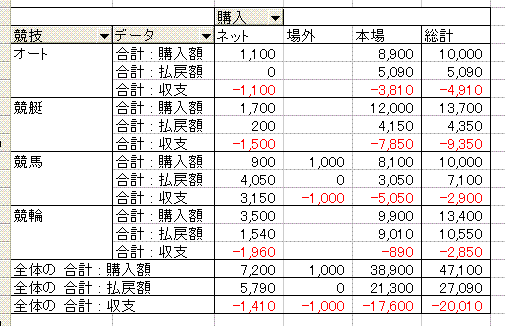 購入
競技 データ ネット 場外 本場 総計
オート 合計：購入額 1,100 8,900 10,000
合計：払戻額 0 5,090 5,090
合計：収支 -1,100 -3,810 -4,910
競艇 合計：購入額 1,700 12,000 13,700
合計：払戻額 200 4,150 4,350
合計：収支 -1,500 -7,850 -9,350
競馬 合計：購入額 900 1,000 8,100 10,000
合計：払戻額 4,050 0 3,050 7,100
合計：収支 3,150 -1,000 -5,050 -2,900
競輪 合計：購入額 3,500 9,900 13,400
合計：払戻額 1,540 9,010 10,550
合計：収支 -1,960 -890 -2,850
全体の 合計：購入額 7,200 1,000 38,900 47,100
全体の 合計：払戻額 5,790 0 21,300 27,090
全体の 合計：収支 -1,410 -1,000 -17,600 -20,010